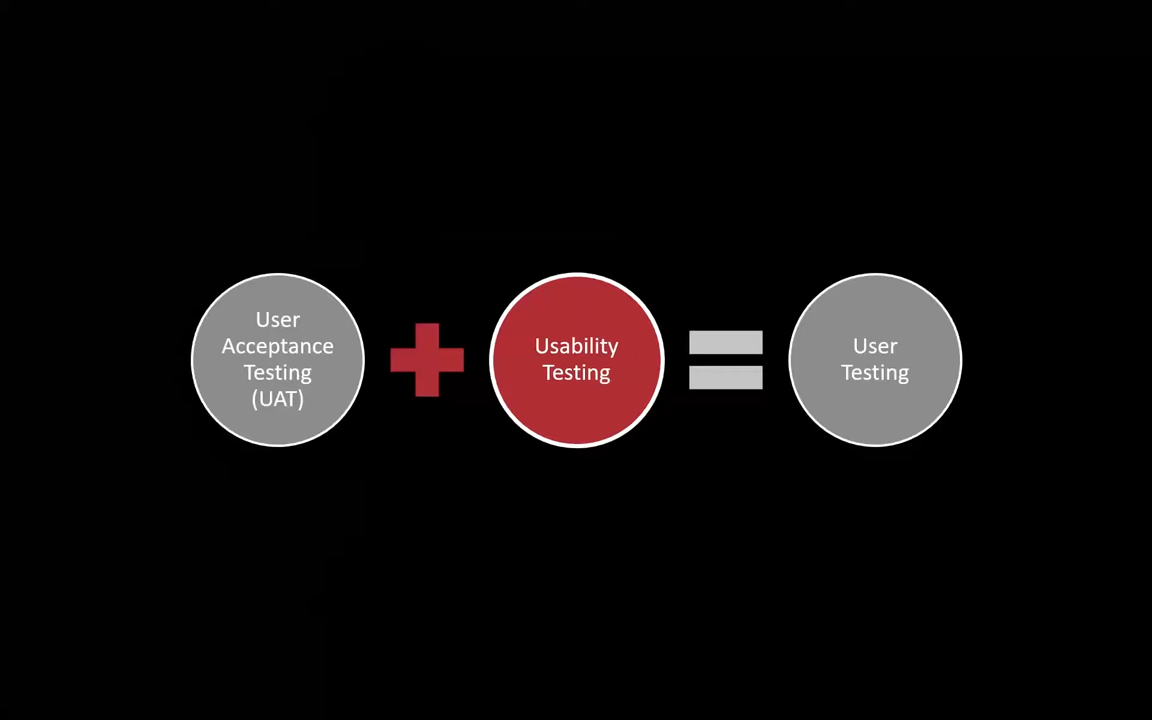 User
Acceptance
Testing
(UAT)
Usability
Testing
User
Testing